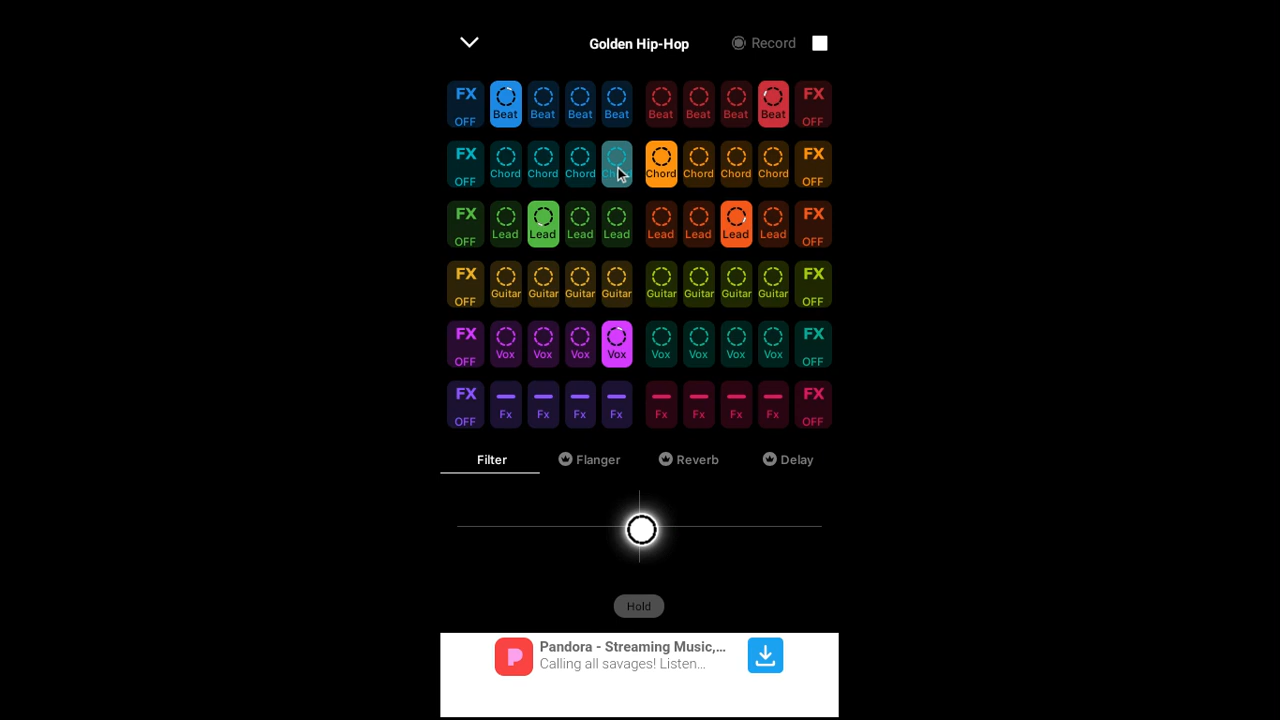 Golden Hip-Hop Record
FX Beat Beat Beat Beat Beat Beat Beat Beat FX
OFF OFF
FX Chord Chord Chord Chord Chord Chord Chord FX
OFF OFF
FX Lead Lead Lead Lead Lead Lead Lead Lead FX
OFF OFF
FX Guitar Guitar Guitar Guitar Guitar Guitar Guitar Guitar FX
OFF OFF
FX Vox Vox Vox Vox Vox Vox Vox Vox FX
OFF OFF
FX Fx Fx Fx Fx Fx Fx Fx Fx FX
OFF OFF
Filter Flanger Reverb Delay
Hold
Pandora - Streaming Music,...
Calling all savages! Listen...